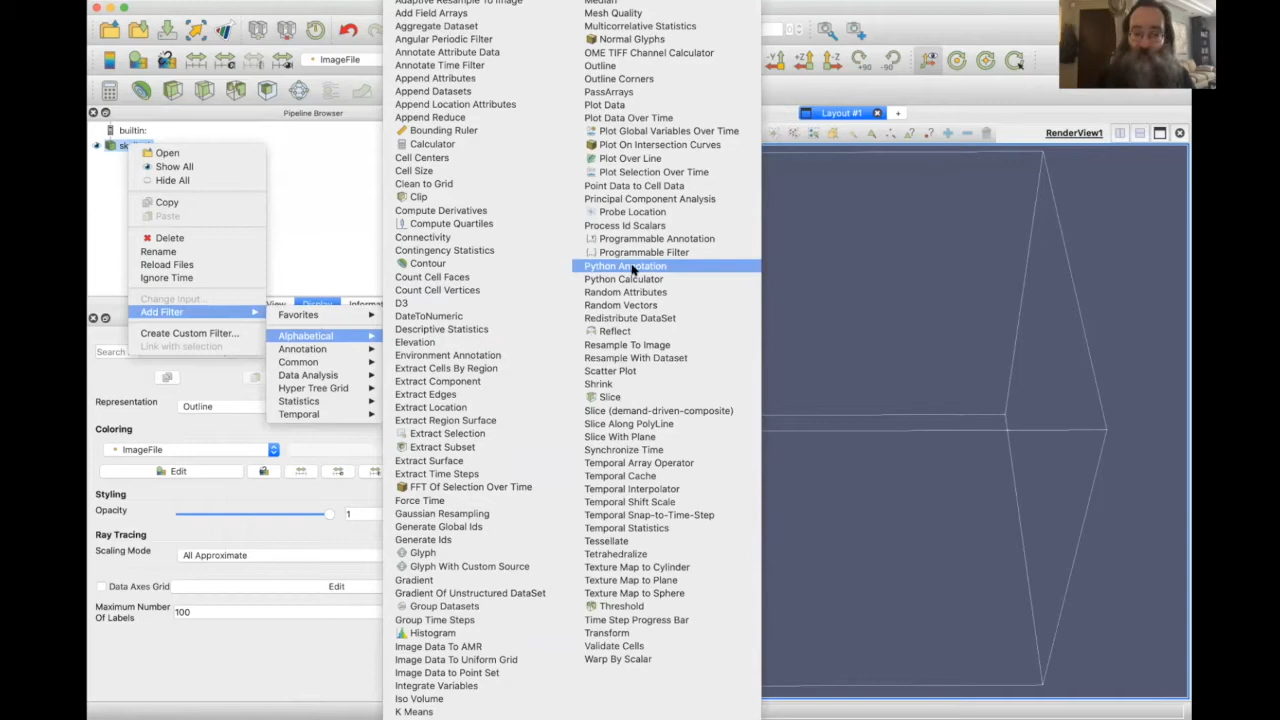 ImageFile
+90
-90
Pipeline Browser
builtin:
Layout #1
RenderView1
Open
Show All
Hide All
Copy
Paste
Delete
Rename
Reload Files
Ignore Time
Change Input...
Add Filter
Create Custom Filter...
Link with selection
View
Display
Search
Representation
Outline
Coloring
ImageFile
Edit
Styling
Opacity
1
Ray Tracing
Scaling Mode
All Approximate
Data Axes Grid
Edit
Maximum Number
Of Labels
100
Favorites
Alphabetical
Annotation
Common
Data Analysis
Hyper Tree Grid
Statistics
Temporal
Adaptive Resample To Image
Add Field Arrays
Aggregate Dataset
Angular Periodic Filter
Annotate Attribute Data
Annotate Time Filter
Append Attributes
Append Datasets
Append Location Attributes
Append Reduce
Bounding Ruler
Calculator
Cell Centers
Cell Size
Clean to Grid
Clip
Compute Derivatives
Compute Quartiles
Connectivity
Contingency Statistics
Contour
Count Cell Faces
Count Cell Vertices
D3
DateToNumeric
Descriptive Statistics
Elevation
Environment Annotation
Extract Cells By Region
Extract Component
Extract Edges
Extract Location
Extract Region Surface
Extract Selection
Extract Subset
Extract Surface
Extract Time Steps
FFT Of Selection Over Time
Force Time
Gaussian Resampling
Generate Global Ids
Generate Ids
Glyph
Glyph With Custom Source
Gradient
Gradient Of Unstructured DataSet
Group Datasets
Group Time Steps
Histogram
Image Data To AMR
Image Data To Uniform Grid
Image Data to Point Set
Integrate Variables
Iso Volume
K Means
Median
Mesh Quality
Multicorrelative Statistics
Normal Glyphs
OME TIFF Channel Calculator
Outline
Outline Corners
PassArrays
Plot Data
Plot Data Over Time
Plot Global Variables Over Time
Plot On Intersection Curves
Plot Over Line
Plot Selection Over Time
Point Data to Cell Data
Principal Component Analysis
Probe Location
Process Id Scalars
Programmable Annotation
Programmable Filter
Python Annotation
Python Calculator
Random Attributes
Random Vectors
Redistribute DataSet
Reflect
Resample To Image
Resample With Dataset
Scatter Plot
Shrink
Slice
Slice (demand-driven-composite)
Slice Along PolyLine
Slice With Plane
Synchronize Time
Temporal Array Operator
Temporal Cache
Temporal Interpolator
Temporal Shift Scale
Temporal Snap-to-Time-Step
Temporal Statistics
Tessellate
Tetrahedralize
Texture Map to Cylinder
Texture Map to Plane
Texture Map to Sphere
Threshold
Time Step Progress Bar
Transform
Validate Cells
Warp By Scalar